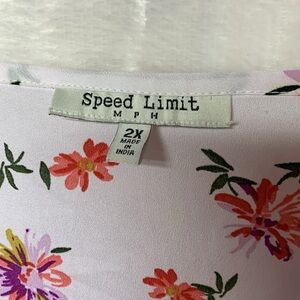 Speed Limit
MPH
2X
MADE
IN
INDIA